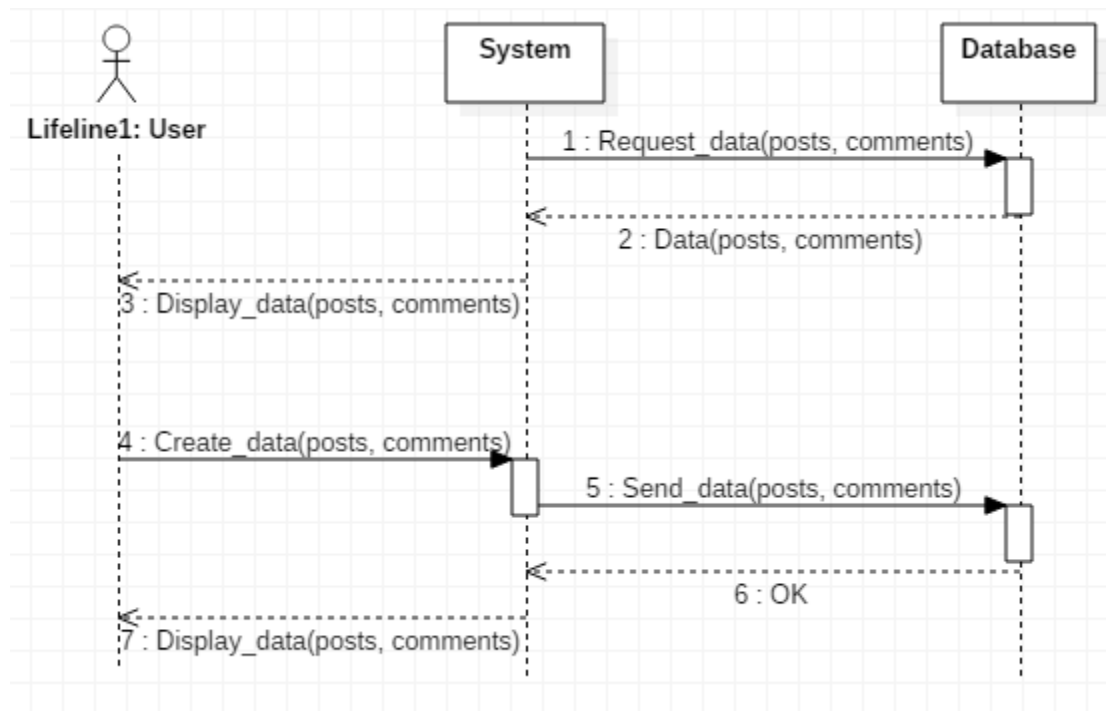 System
Database
Lifeline1: User
1 : Request_data(posts, comments)
2 : Data(posts, comments)
3 : Display_data(posts, comments)
4 : Create_data(posts, comments)
5 : Send_data(posts, comments)
6 : OK
7 : Display_data(posts, comments)